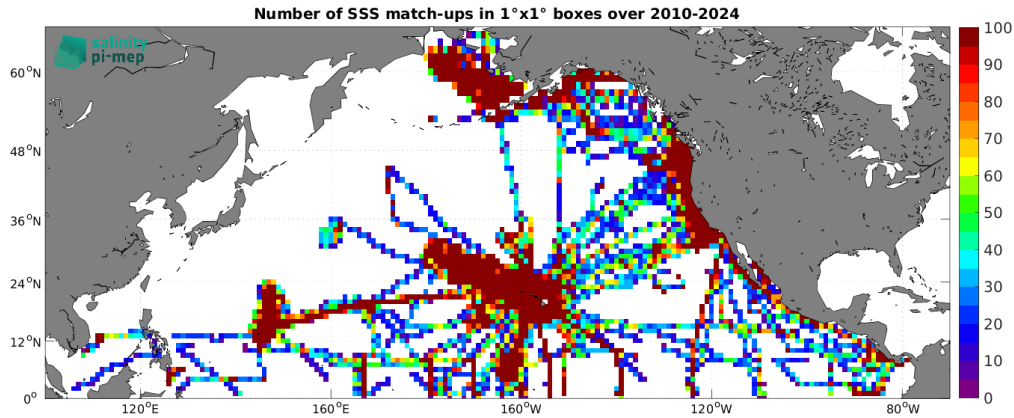 Number of SSS match-ups in 1°x1° boxes over 2010-2024
salinity
pi-mep
60°N
48°N
36°N
24°N
12°N
0°
120°E
160°E
160°W
120°W
80°W
100
90
80
70
60
50
40
30
20
10
0